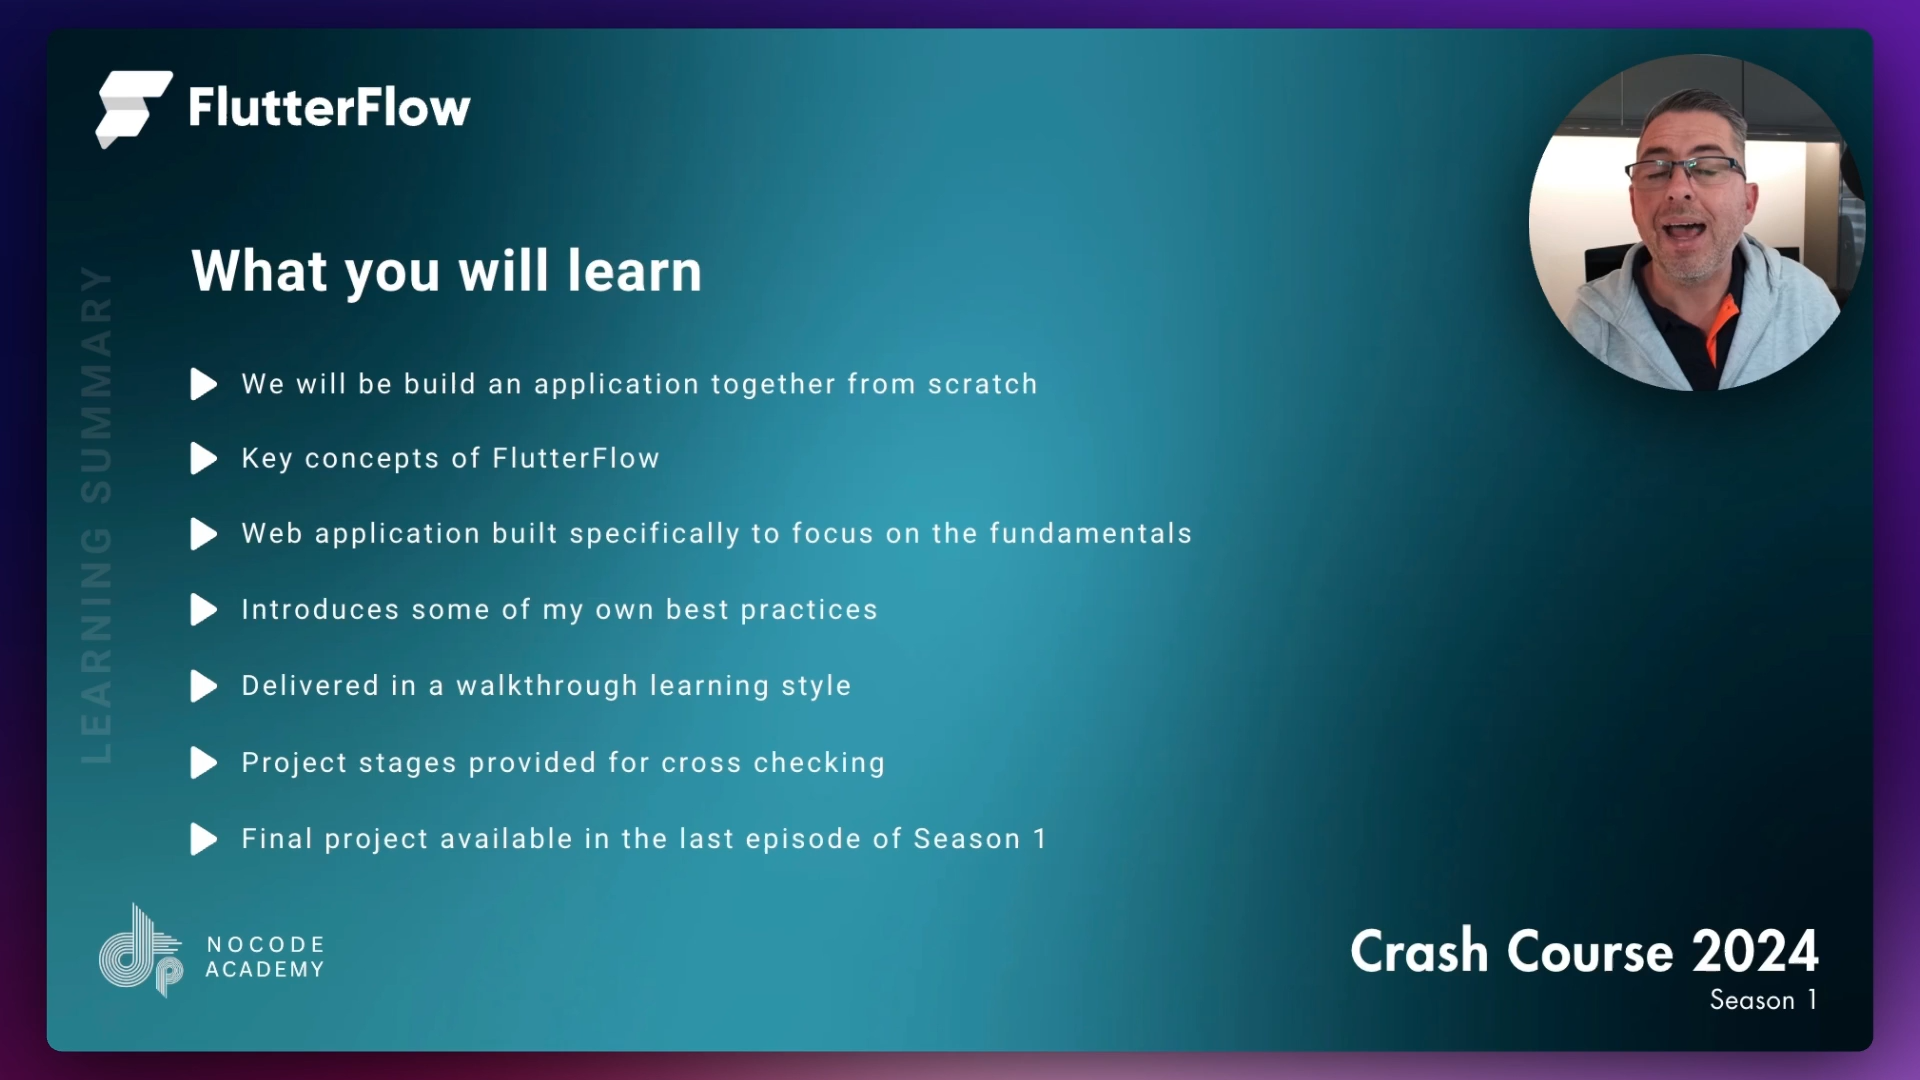 FlutterFlow
What you will learn
LEARNING SUMMARY
We will be build an application together from scratch
Key concepts of FlutterFlow
Web application built specifically to focus on the fundamentals
Introduces some of my own best practices
Delivered in a walkthrough learning style
Project stages provided for cross checking
Final project available in the last episode of Season 1
NOCODE
ACADEMY
Crash Course 2024
Season 1